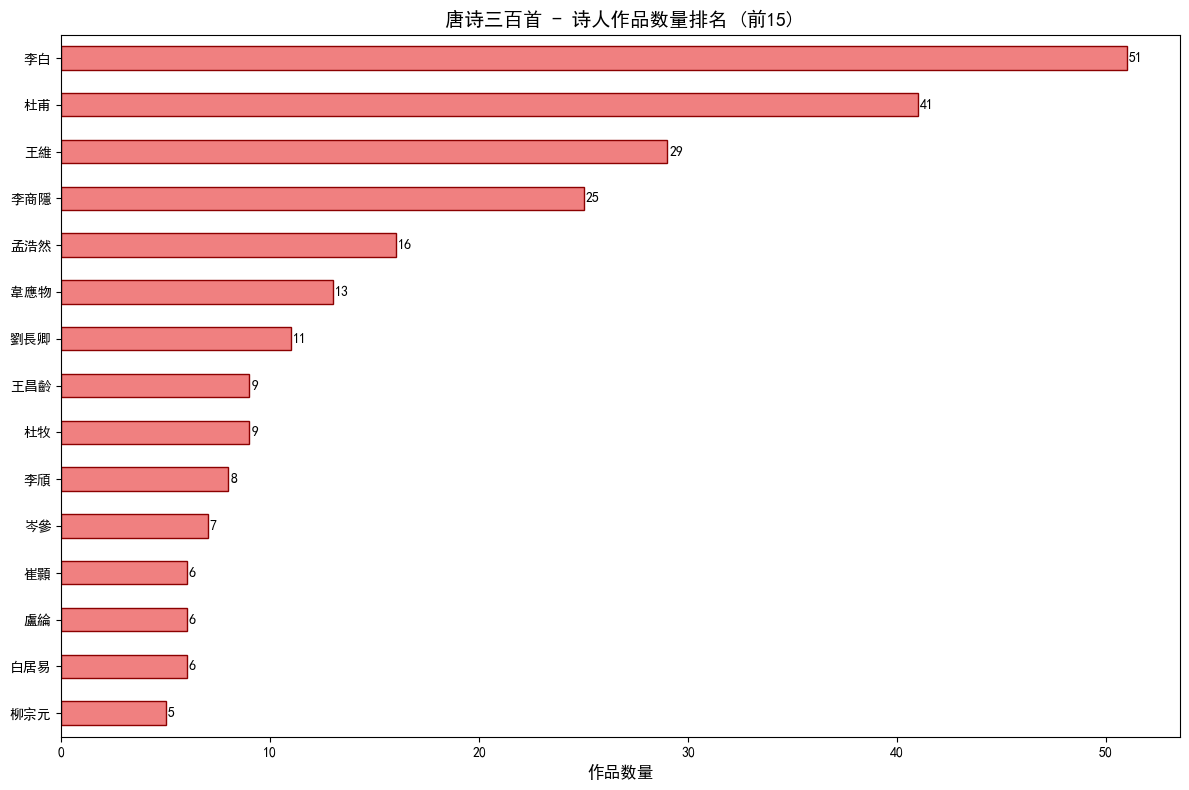 唐诗三百首 - 诗人作品数量排名 (前15)
李白 51
杜甫 41
王維 29
李商隱 25
孟浩然 16
韋應物 13
劉長卿 11
王昌齡 9
杜牧 9
李頎 8
岑參 7
崔顥 6
盧綸 6
白居易 6
柳宗元 5
0 10 20 30 40 50
作品数量